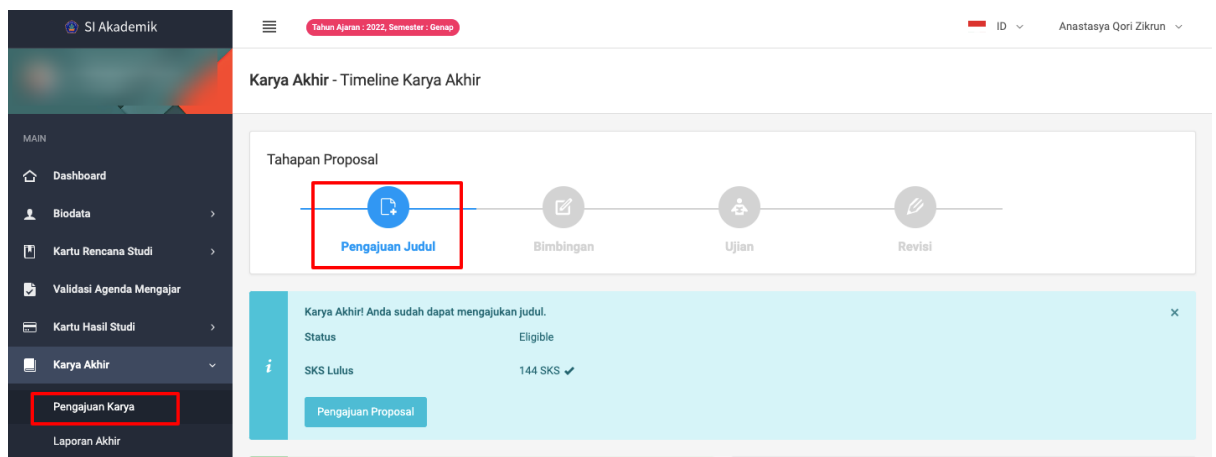 SI Akademik
Tahun Ajaran : 2022, Semester : Genap
ID
Anastasya Qori Zikrun
Karya Akhir - Timeline Karya Akhir
MAIN
Dashboard
Biodata
Kartu Rencana Studi
Validasi Agenda Mengajar
Kartu Hasil Studi
Karya Akhir
Pengajuan Karya
Laporan Akhir
Tahapan Proposal
Pengajuan Judul
Bimbingan
Ujian
Revisi
Karya Akhir! Anda sudah dapat mengajukan judul.
Status Eligible
SKS Lulus 144 SKS ✔
Pengajuan Proposal